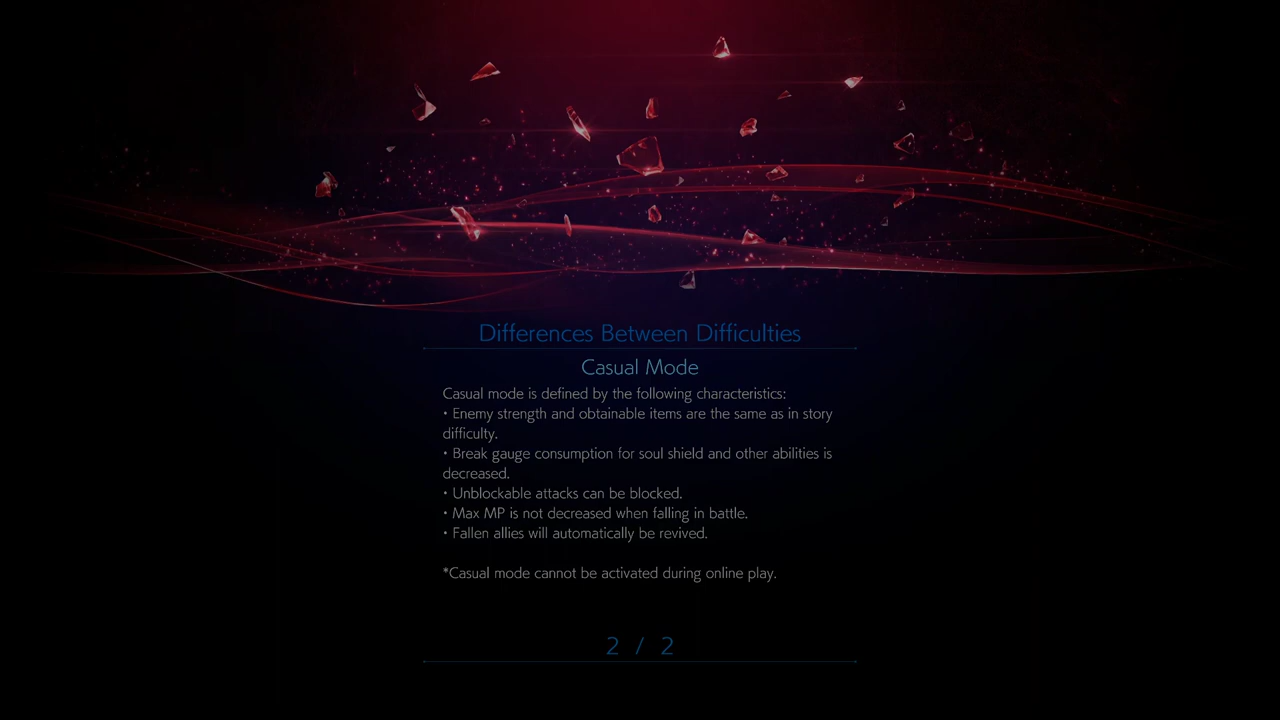 Differences Between Difficulties
Casual Mode
Casual mode is defined by the following characteristics:
• Enemy strength and obtainable items are the same as in story
difficulty.
• Break gauge consumption for soul shield and other abilities is
decreased.
• Unblockable attacks can be blocked.
• Max MP is not decreased when falling in battle.
• Fallen allies will automatically be revived.
*Casual mode cannot be activated during online play.
2 / 2